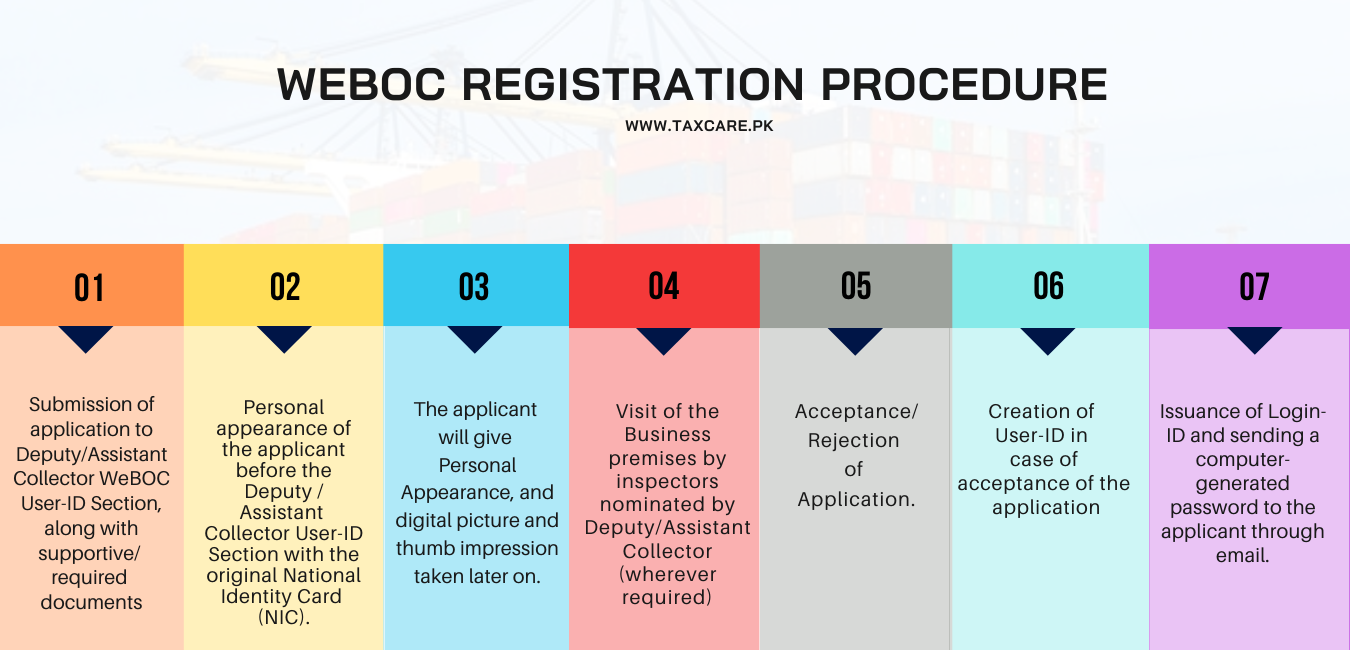 WEBOC REGISTRATION PROCEDURE
WWW.TAXCARE.PK
01
Submission of
application to
Deputy/Assistant
Collector WeBOC
User-ID Section,
along with
supportive/
required
documents
02
Personal
appearance of
the applicant
before the
Deputy /
Assistant
Collector User-ID
Section with the
original National
Identity Card
(NIC).
03
The applicant
will give
Personal
Appearance, and
digital picture and
thumb impression
taken later on.
04
Visit of the
Business
premises by
inspectors
nominated by
Deputy/Assistant
Collector
(wherever
required)
05
Acceptance/
Rejection
of
Application.
06
Creation of
User-ID in
case of
acceptance of the
application
07
Issuance of Login-
ID and sending a
computer-
generated
password to the
applicant through
email.